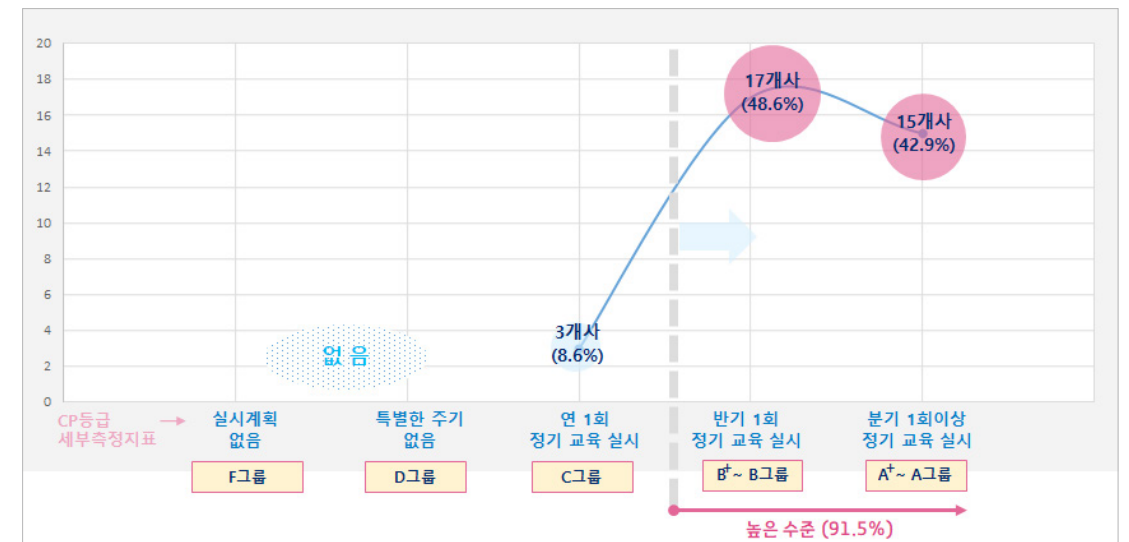 20
18
16
14
12
10
8
6
4
2
0
17개사
(48.6%)
15개사
(42.9%)
3개사
(8.6%)
없 음
CP등급 →
세부측정지표
실시계획
없음
특별한 주기
없음
연 1회
정기 교육 실시
반기 1회
정기 교육 실시
분기 1회이상
정기 교육 실시
F그룹
D그룹
C그룹
B⁺~ B그룹
A⁺~ A그룹
높은 수준 (91.5%)